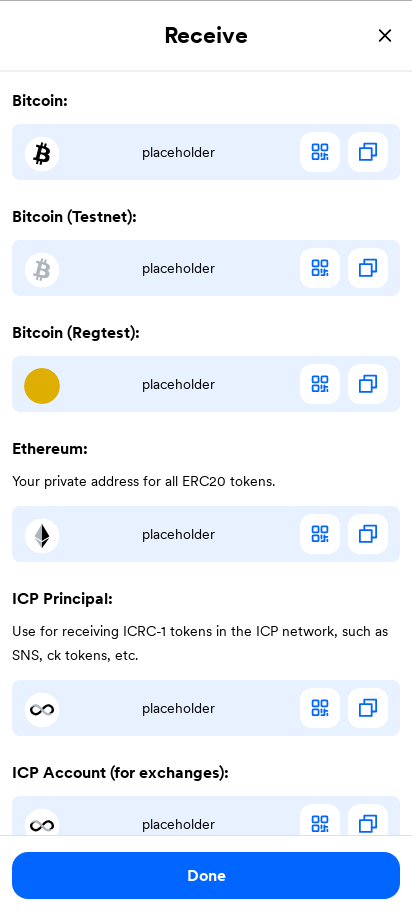 Receive
Bitcoin:
placeholder
Bitcoin (Testnet):
placeholder
Bitcoin (Regtest):
placeholder
Ethereum:
Your private address for all ERC20 tokens.
placeholder
ICP Principal:
Use for receiving ICRC-1 tokens in the ICP network, such as
SNS, ck tokens, etc.
placeholder
ICP Account (for exchanges):
placeholder
Done